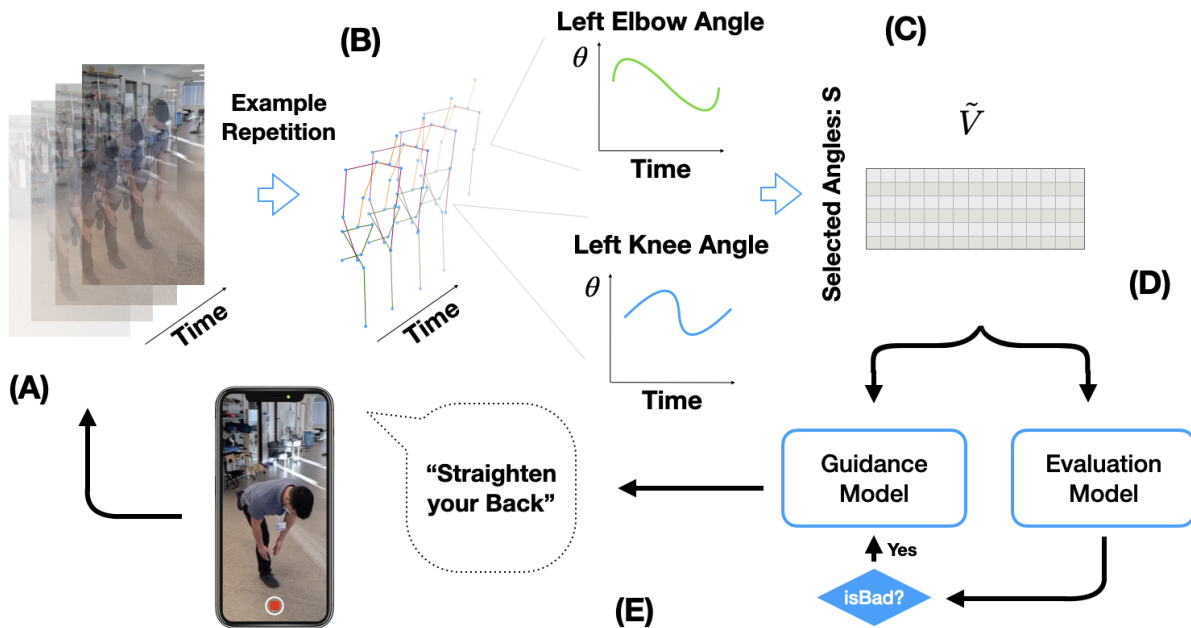 (A)
Time
Example
Repetition
(B)
Time
Left Elbow Angle
θ
Time
Left Knee Angle
θ
Time
(C)
Selected Angles: S
Ṽ
(D)
Guidance
Model
Evaluation
Model
Yes
isBad?
(E)
“Straighten
your Back”